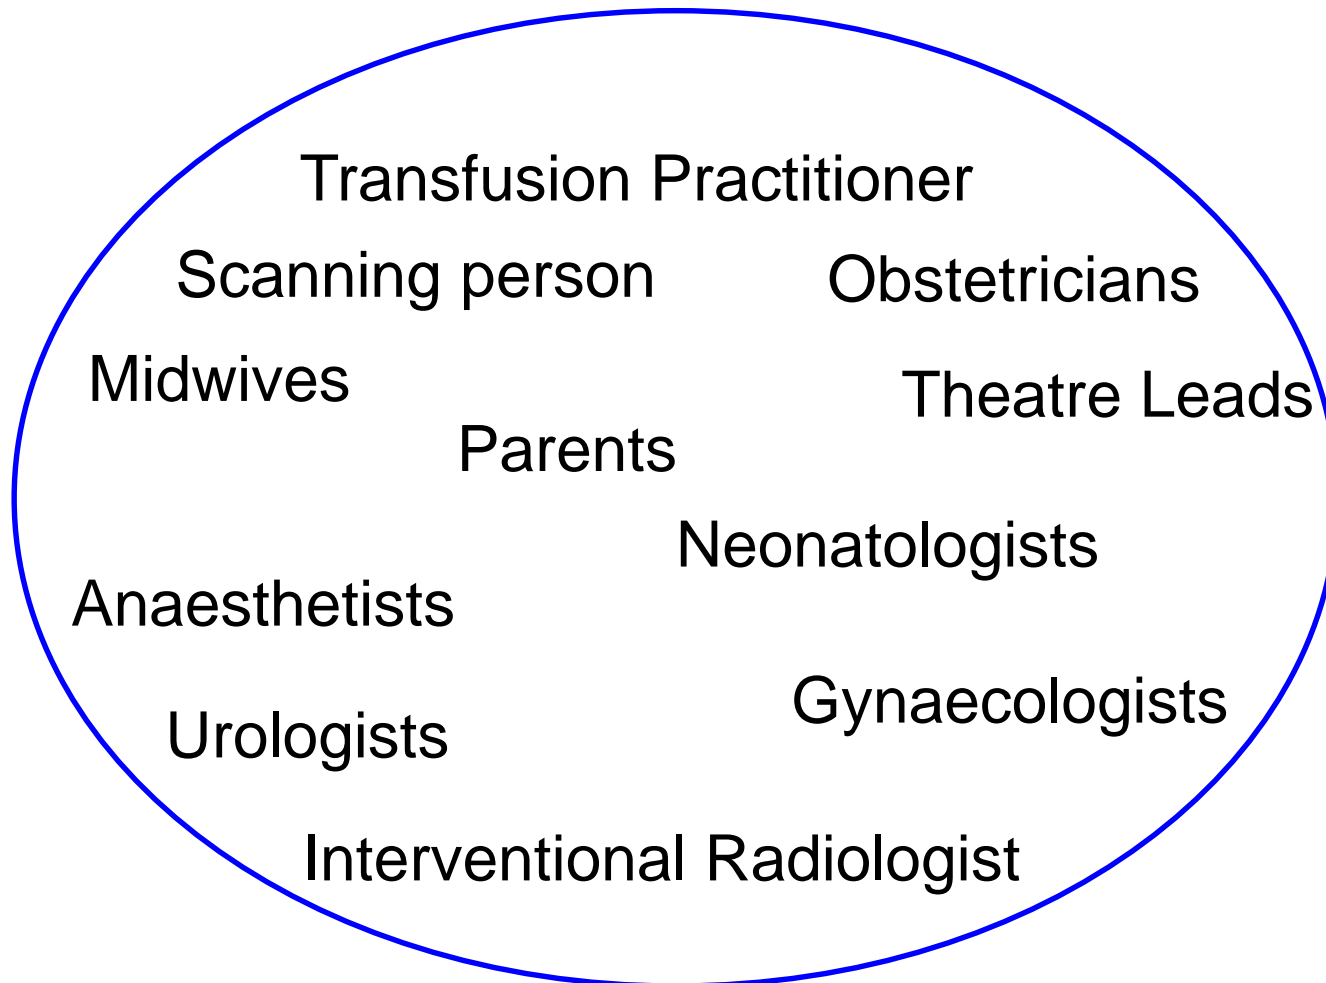 Transfusion Practitioner
Scanning person
Obstetricians
Midwives
Theatre Leads
Parents
Neonatologists
Anaesthetists
Gynaecologists
Urologists
Interventional Radiologist